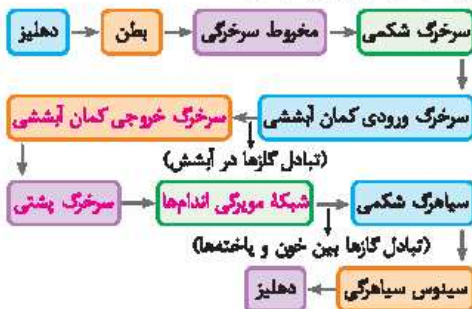 دهلیز → بطن → مخروط سرخرگی → سرخرگ شکمی
سرخرگ ورودی کمان آبششی → سرخرگ خروجی کمان آبششی
(تبادل گازها در آبشش)
سرخرگ پشتی → شبکهٔ مویرگی اندام‌ها → سیاهرگ شکمی
(تبادل گازها بین خون و یاخته‌ها)
سینوس سیاهرگی → دهلیز